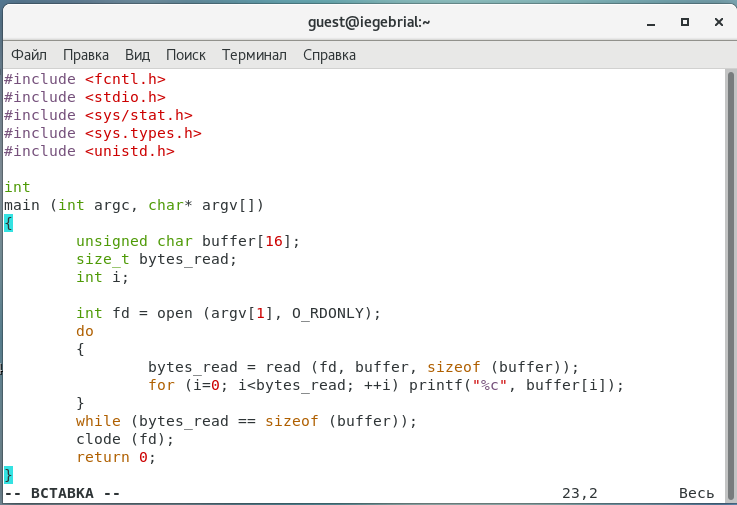 guest@iegebrial:~
Файл Правка Вид Поиск Терминал Справка
#include <fcntl.h>
#include <stdio.h>
#include <sys/stat.h>
#include <sys.types.h>
#include <unistd.h>

int
main (int argc, char* argv[])
{
        unsigned char buffer[16];
        size_t bytes_read;
        int i;

        int fd = open (argv[1], O_RDONLY);
        do
        {
                bytes_read = read (fd, buffer, sizeof (buffer));
                for (i=0; i<bytes_read; ++i) printf("%c", buffer[i]);
        }
        while (bytes_read == sizeof (buffer));
        clode (fd);
        return 0;
}
-- ВСТАВКА -- 23,2 Весь